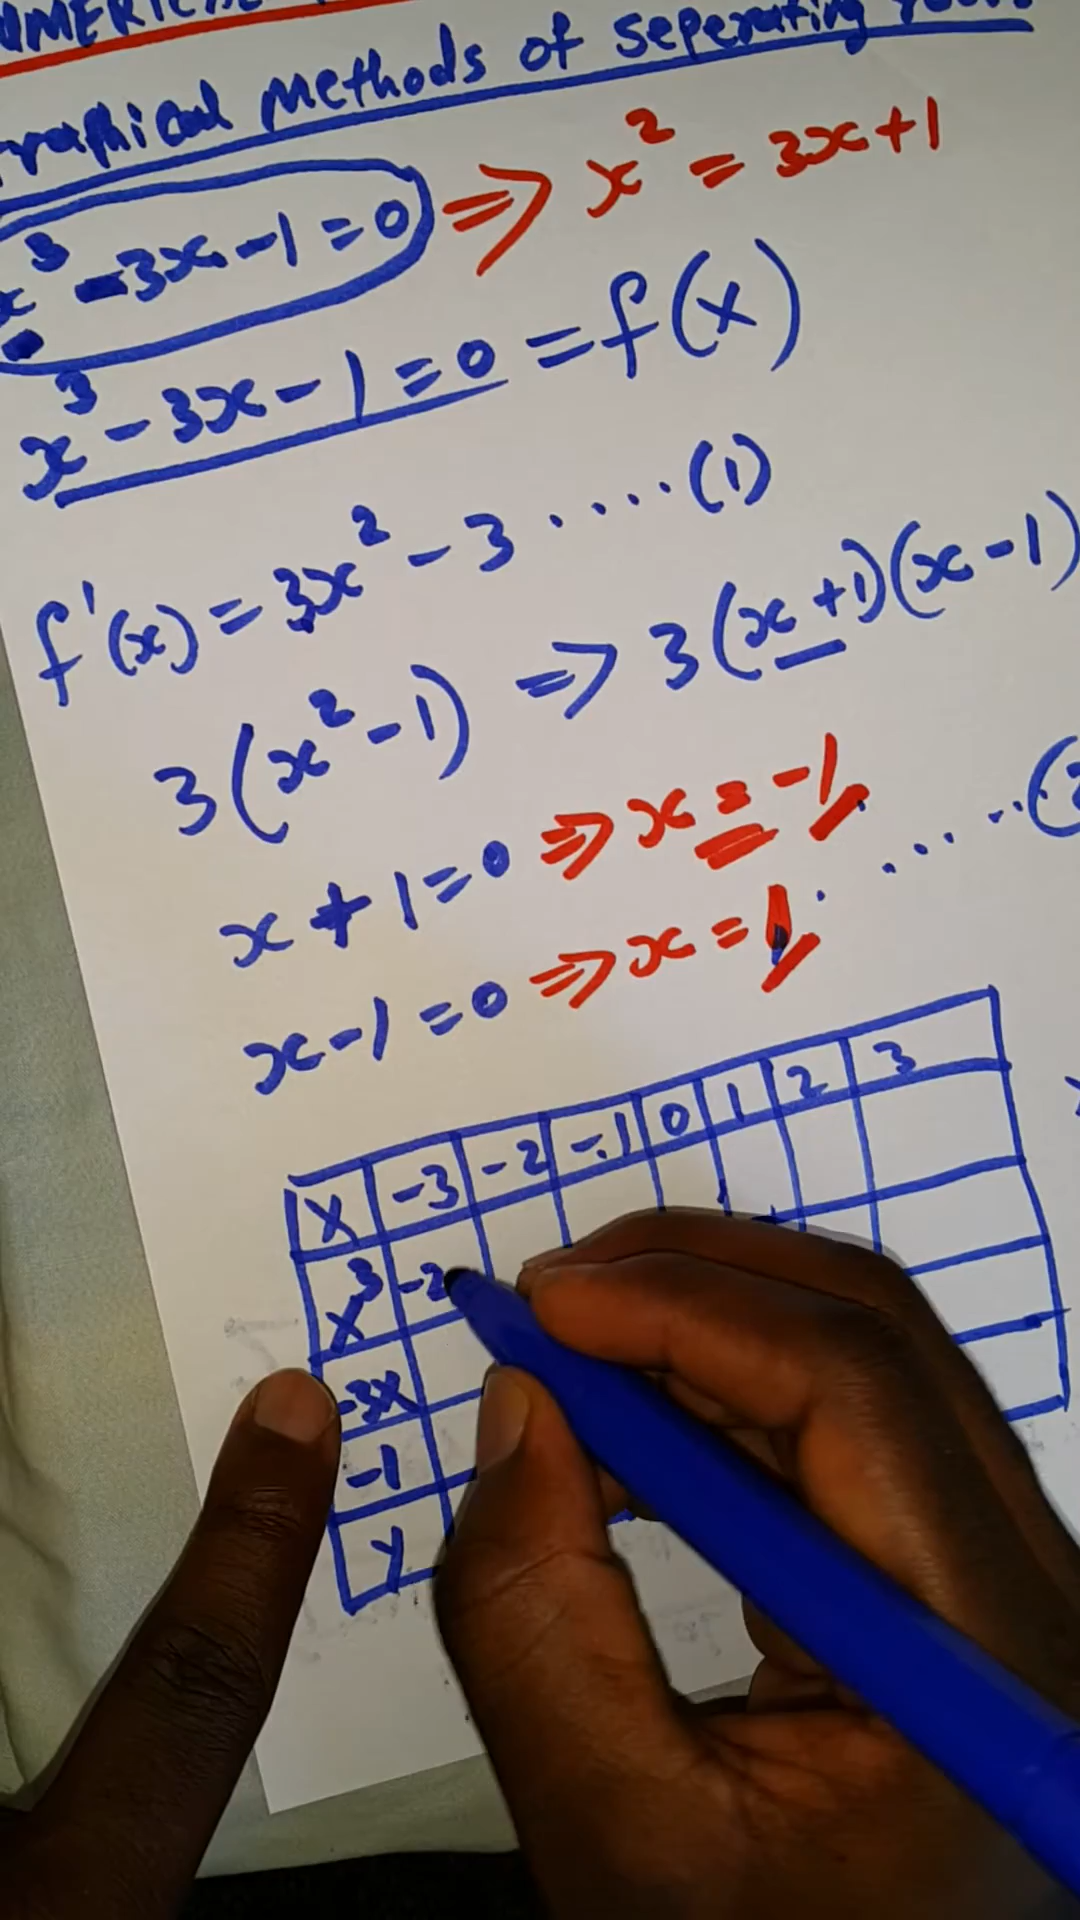 graphical methods of seperating
x³ -3x-1=0 => x² = 3x+1
x³ - 3x - 1 = 0 = f(x)
f'(x) = 3x² - 3 ....(1)
3(x²-1) => 3(x+1)(x-1)
x+1=0 => x = -1
x-1=0 => x = 1
X -3 -2 -1 0 1 2 3
X³ -2
-3X
-1
y